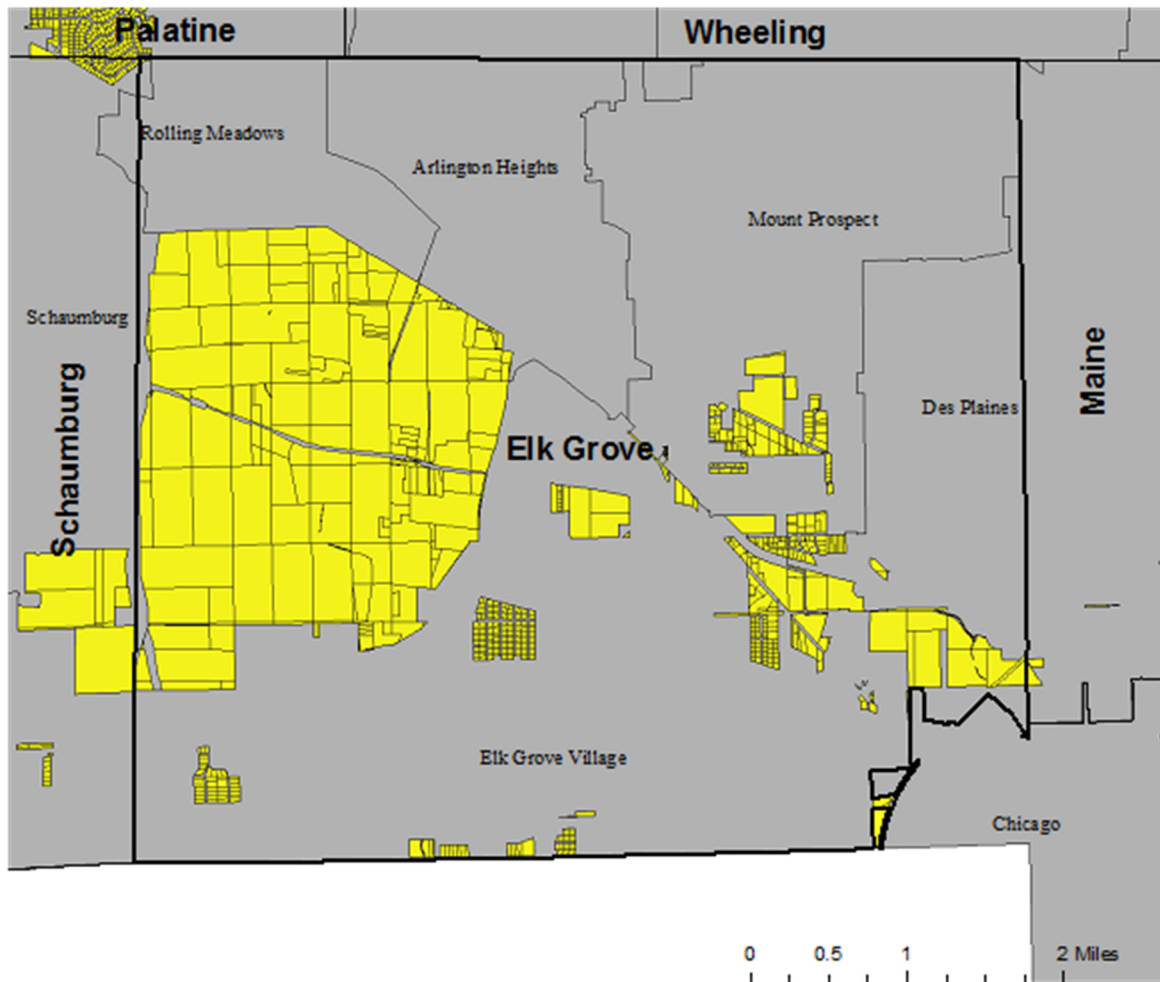 Palatine
Wheeling
Rolling Meadows
Arlington Heights
Mount Prospect
Schaumburg
Schaumburg
Maine
Des Plaines
Elk Grove
Elk Grove Village
Chicago
0 0.5 1 2 Miles